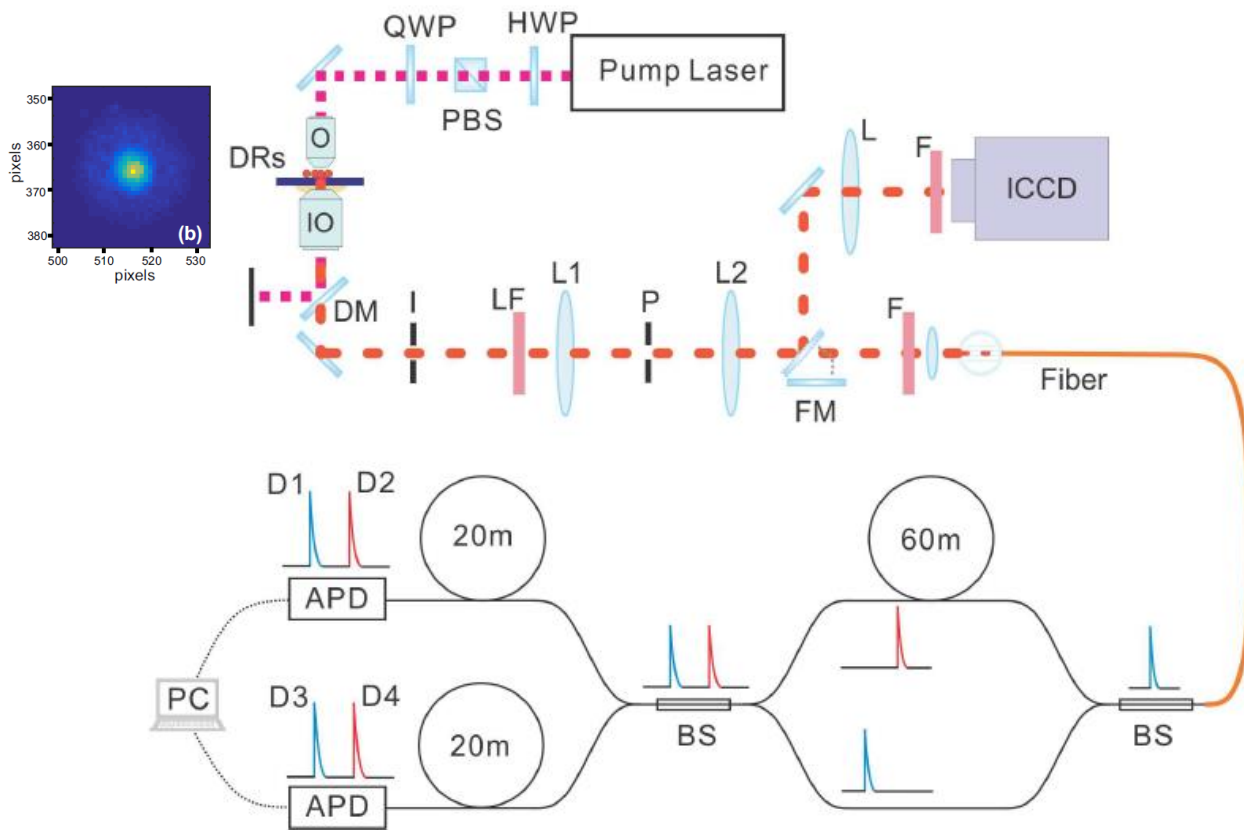 QWP
HWP
Pump Laser
PBS
O
DRs
IO
350
360
370
380
pixels
(b)
500
510
520
530
pixels
DM
I
LF
L1
P
L2
L
F
ICCD
F
FM
Fiber
D1
D2
20m
60m
APD
PC
D3
D4
20m
APD
BS
BS